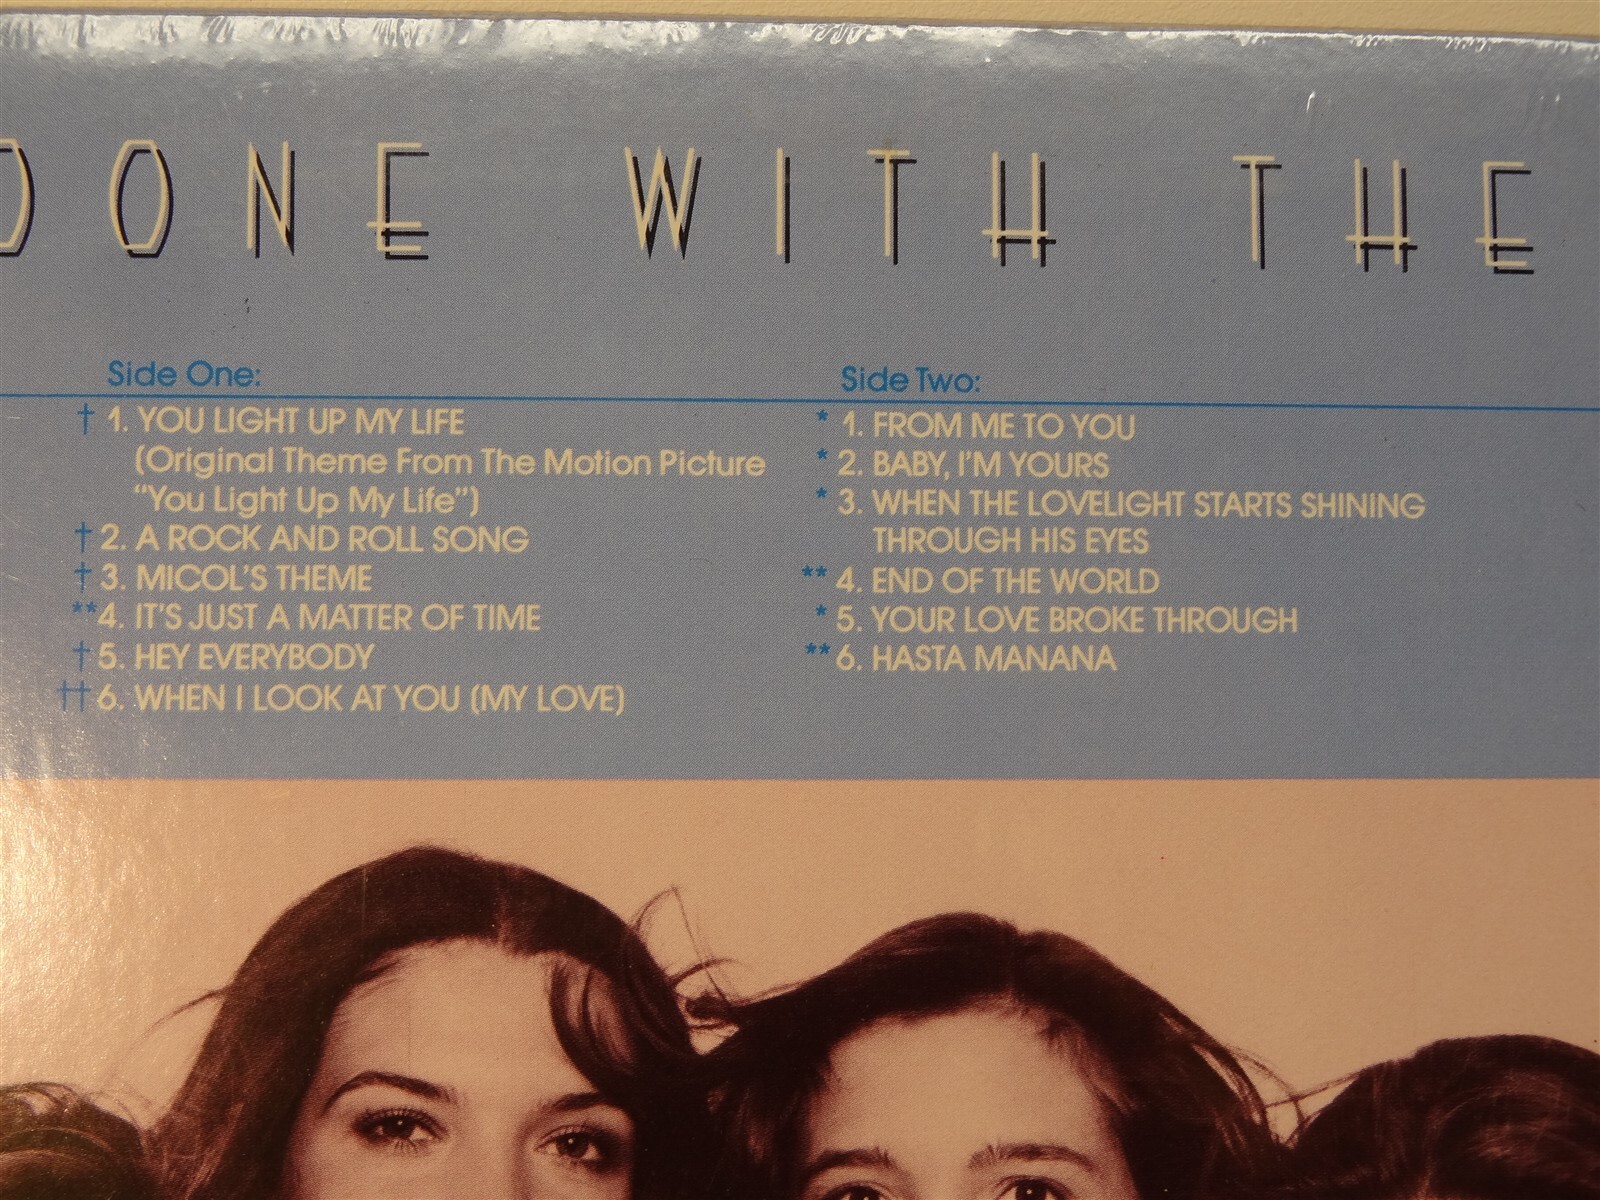 DONE WITH THE
Side One:
† 1. YOU LIGHT UP MY LIFE
(Original Theme From The Motion Picture
“You Light Up My Life”)
† 2. A ROCK AND ROLL SONG
† 3. MICOL'S THEME
** 4. IT'S JUST A MATTER OF TIME
† 5. HEY EVERYBODY
†† 6. WHEN I LOOK AT YOU (MY LOVE)
Side Two:
* 1. FROM ME TO YOU
* 2. BABY, I'M YOURS
* 3. WHEN THE LOVELIGHT STARTS SHINING
THROUGH HIS EYES
** 4. END OF THE WORLD
* 5. YOUR LOVE BROKE THROUGH
** 6. HASTA MANANA